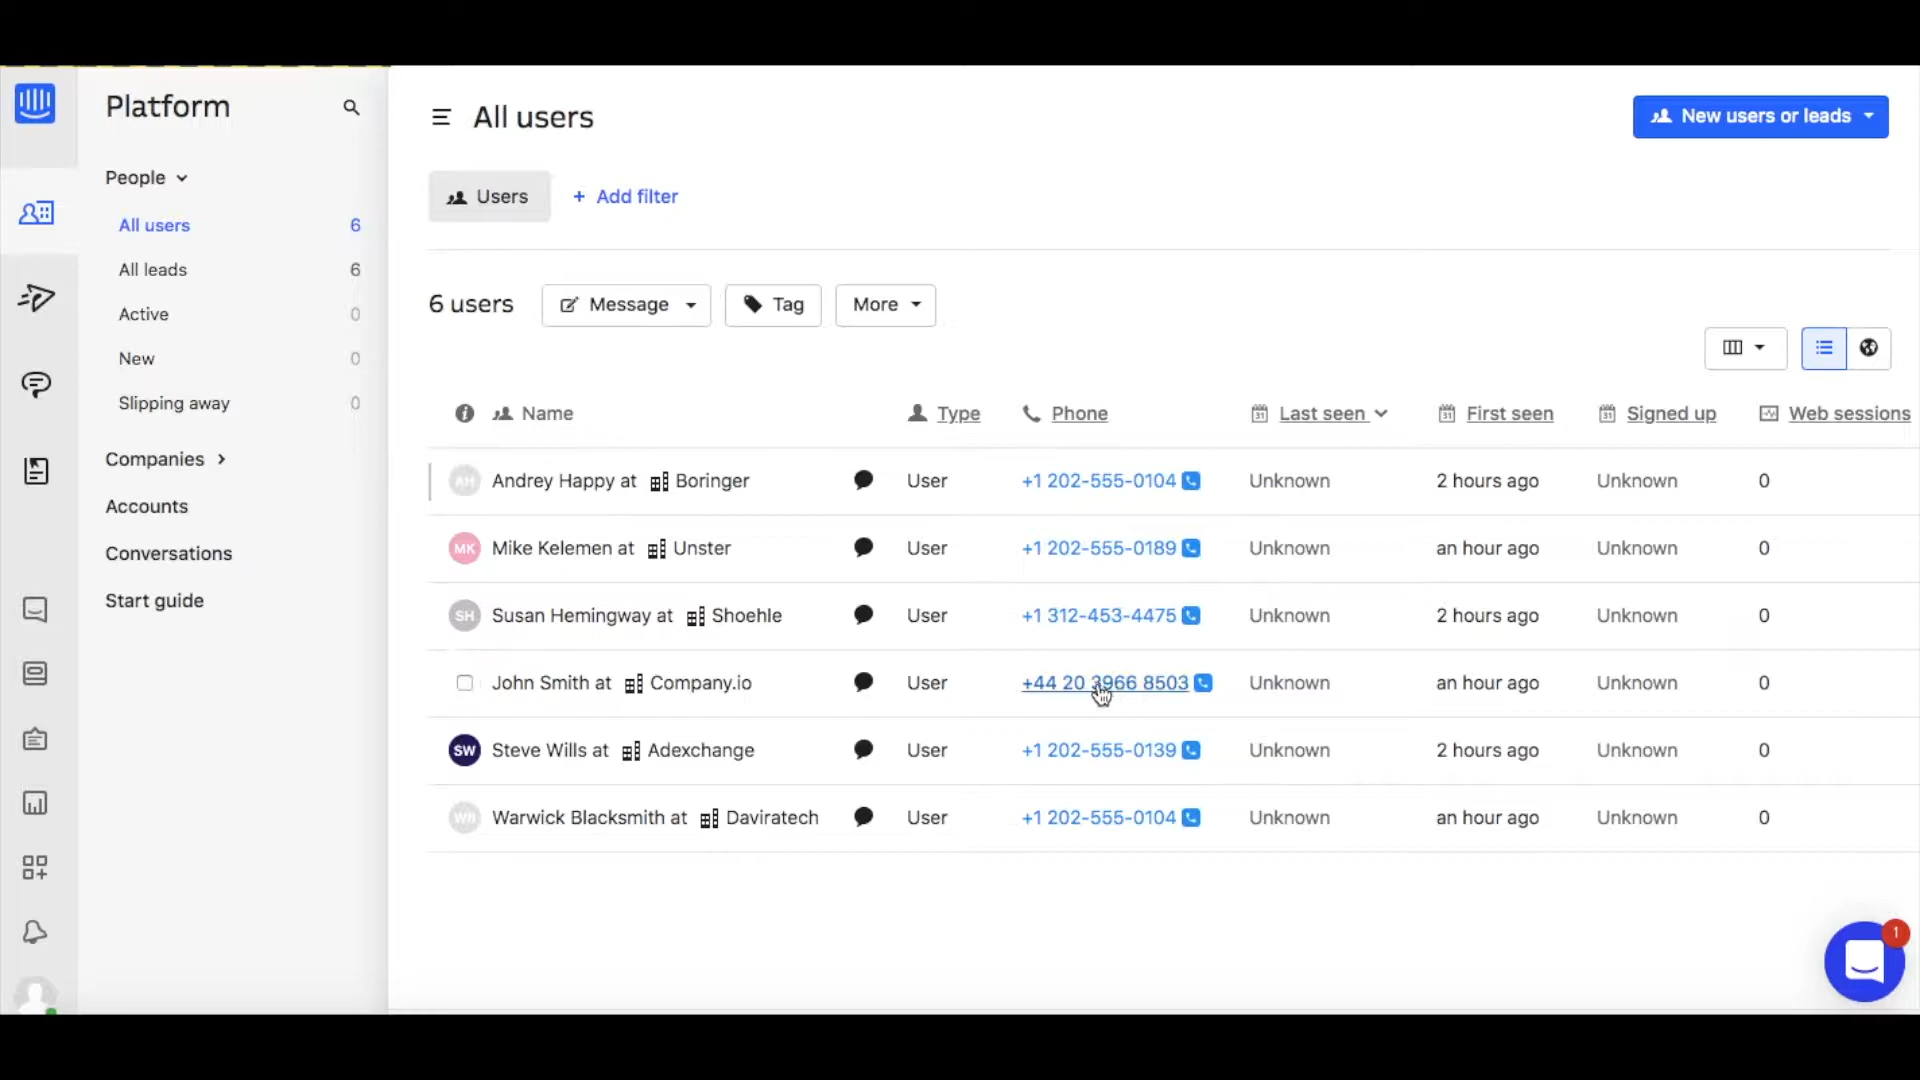 Platform
People
All users 6
All leads 6
Active 0
New 0
Slipping away 0
Companies
Accounts
Conversations
Start guide
All users
New users or leads
Users + Add filter
6 users Message Tag More
Name Type Phone Last seen First seen Signed up Web sessions
AH Andrey Happy at Boringer User +1 202-555-0104 Unknown 2 hours ago Unknown 0
MK Mike Kelemen at Unster User +1 202-555-0189 Unknown an hour ago Unknown 0
SH Susan Hemingway at Shoehle User +1 312-453-4475 Unknown 2 hours ago Unknown 0
John Smith at Company.io User +44 20 3966 8503 Unknown an hour ago Unknown 0
SW Steve Wills at Adexchange User +1 202-555-0139 Unknown 2 hours ago Unknown 0
WB Warwick Blacksmith at Daviratech User +1 202-555-0104 Unknown an hour ago Unknown 0
1